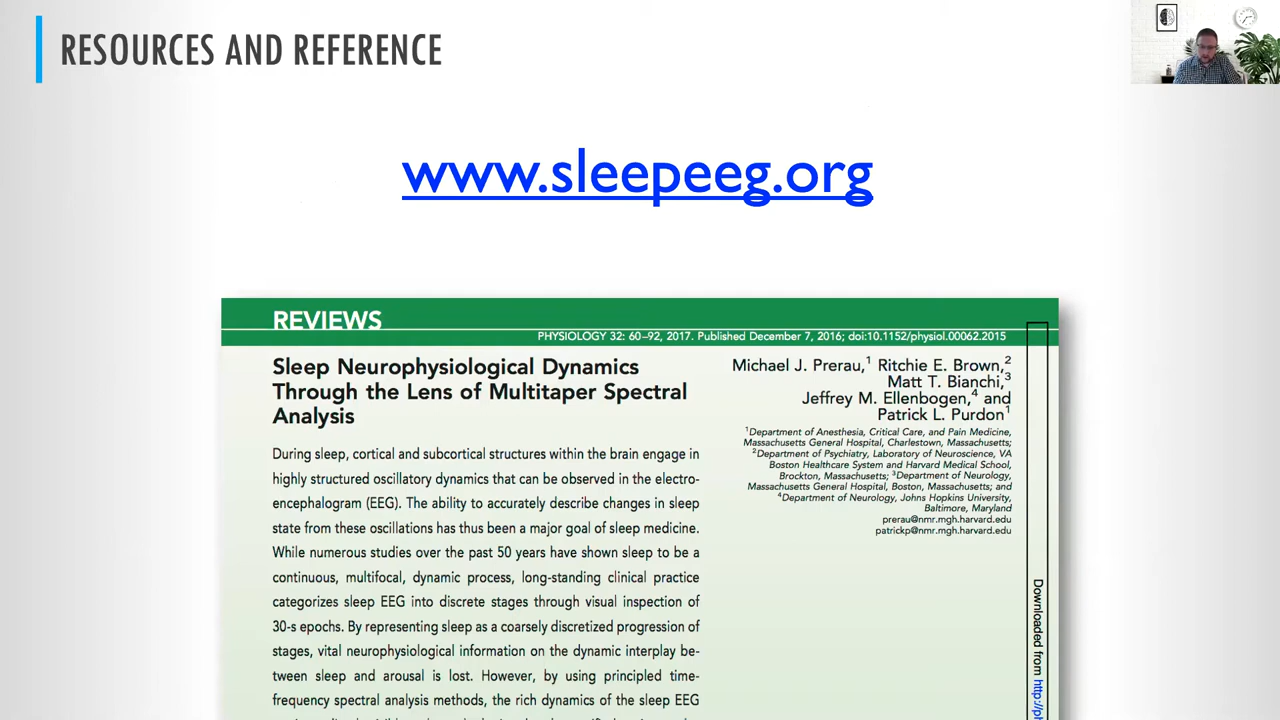 RESOURCES AND REFERENCE
www.sleepeeg.org
REVIEWS
PHYSIOLOGY 32: 60–92, 2017. Published December 7, 2016; doi:10.1152/physiol.00062.2015
Sleep Neurophysiological Dynamics
Through the Lens of Multitaper Spectral
Analysis
Michael J. Prerau,1 Ritchie E. Brown,2
Matt T. Bianchi,3
Jeffrey M. Ellenbogen,4 and
Patrick L. Purdon1
1Department of Anesthesia, Critical Care, and Pain Medicine,
Massachusetts General Hospital, Charlestown, Massachusetts;
2Department of Psychiatry, Laboratory of Neuroscience, VA
Boston Healthcare System and Harvard Medical School,
Brockton, Massachusetts; 3Department of Neurology,
Massachusetts General Hospital, Boston, Massachusetts; and
4Department of Neurology, Johns Hopkins University,
Baltimore, Maryland
prerau@nmr.mgh.harvard.edu
patrickp@nmr.mgh.harvard.edu
During sleep, cortical and subcortical structures within the brain engage in
highly structured oscillatory dynamics that can be observed in the electro-
encephalogram (EEG). The ability to accurately describe changes in sleep
state from these oscillations has thus been a major goal of sleep medicine.
While numerous studies over the past 50 years have shown sleep to be a
continuous, multifocal, dynamic process, long-standing clinical practice
categorizes sleep EEG into discrete stages through visual inspection of
30-s epochs. By representing sleep as a coarsely discretized progression of
stages, vital neurophysiological information on the dynamic interplay be-
tween sleep and arousal is lost. However, by using principled time-
frequency spectral analysis methods, the rich dynamics of the sleep EEG
Downloaded from http://ph